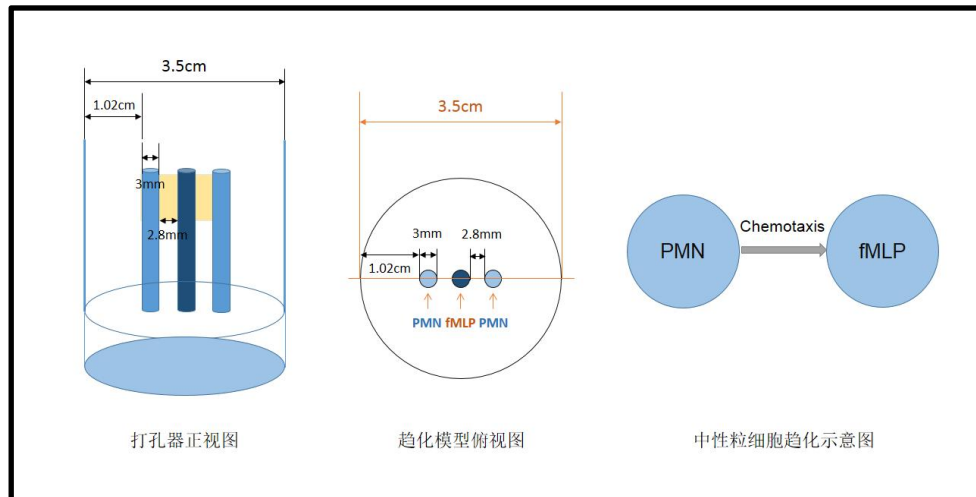 3.5cm
1.02cm
3mm
2.8mm
打孔器正视图
3.5cm
3mm
2.8mm
1.02cm
PMN fMLP PMN
趋化模型俯视图
PMN
Chemotaxis
fMLP
中性粒细胞趋化示意图